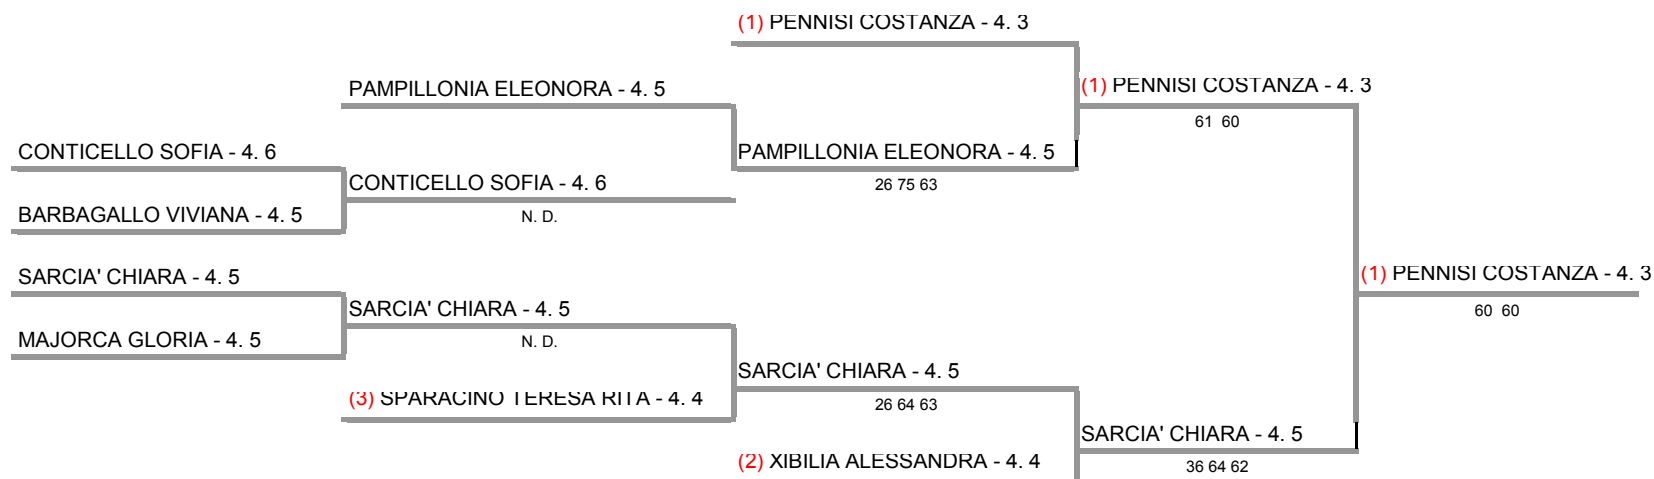 (1) PENNISI COSTANZA - 4. 3
PAMPILLONIA ELEONORA - 4. 5
(1) PENNISI COSTANZA - 4. 3
61 60
CONTICELLO SOFIA - 4. 6
PAMPILLONIA ELEONORA - 4. 5
CONTICELLO SOFIA - 4. 6
26 75 63
BARBAGALLO VIVIANA - 4. 5
N. D.
SARCIA' CHIARA - 4. 5
(1) PENNISI COSTANZA - 4. 3
SARCIA' CHIARA - 4. 5
60 60
MAJORCA GLORIA - 4. 5
N. D.
SARCIA' CHIARA - 4. 5
(3) SPARACINO TERESA RITA - 4. 4
26 64 63
SARCIA' CHIARA - 4. 5
(2) XIBILIA ALESSANDRA - 4. 4
36 64 62